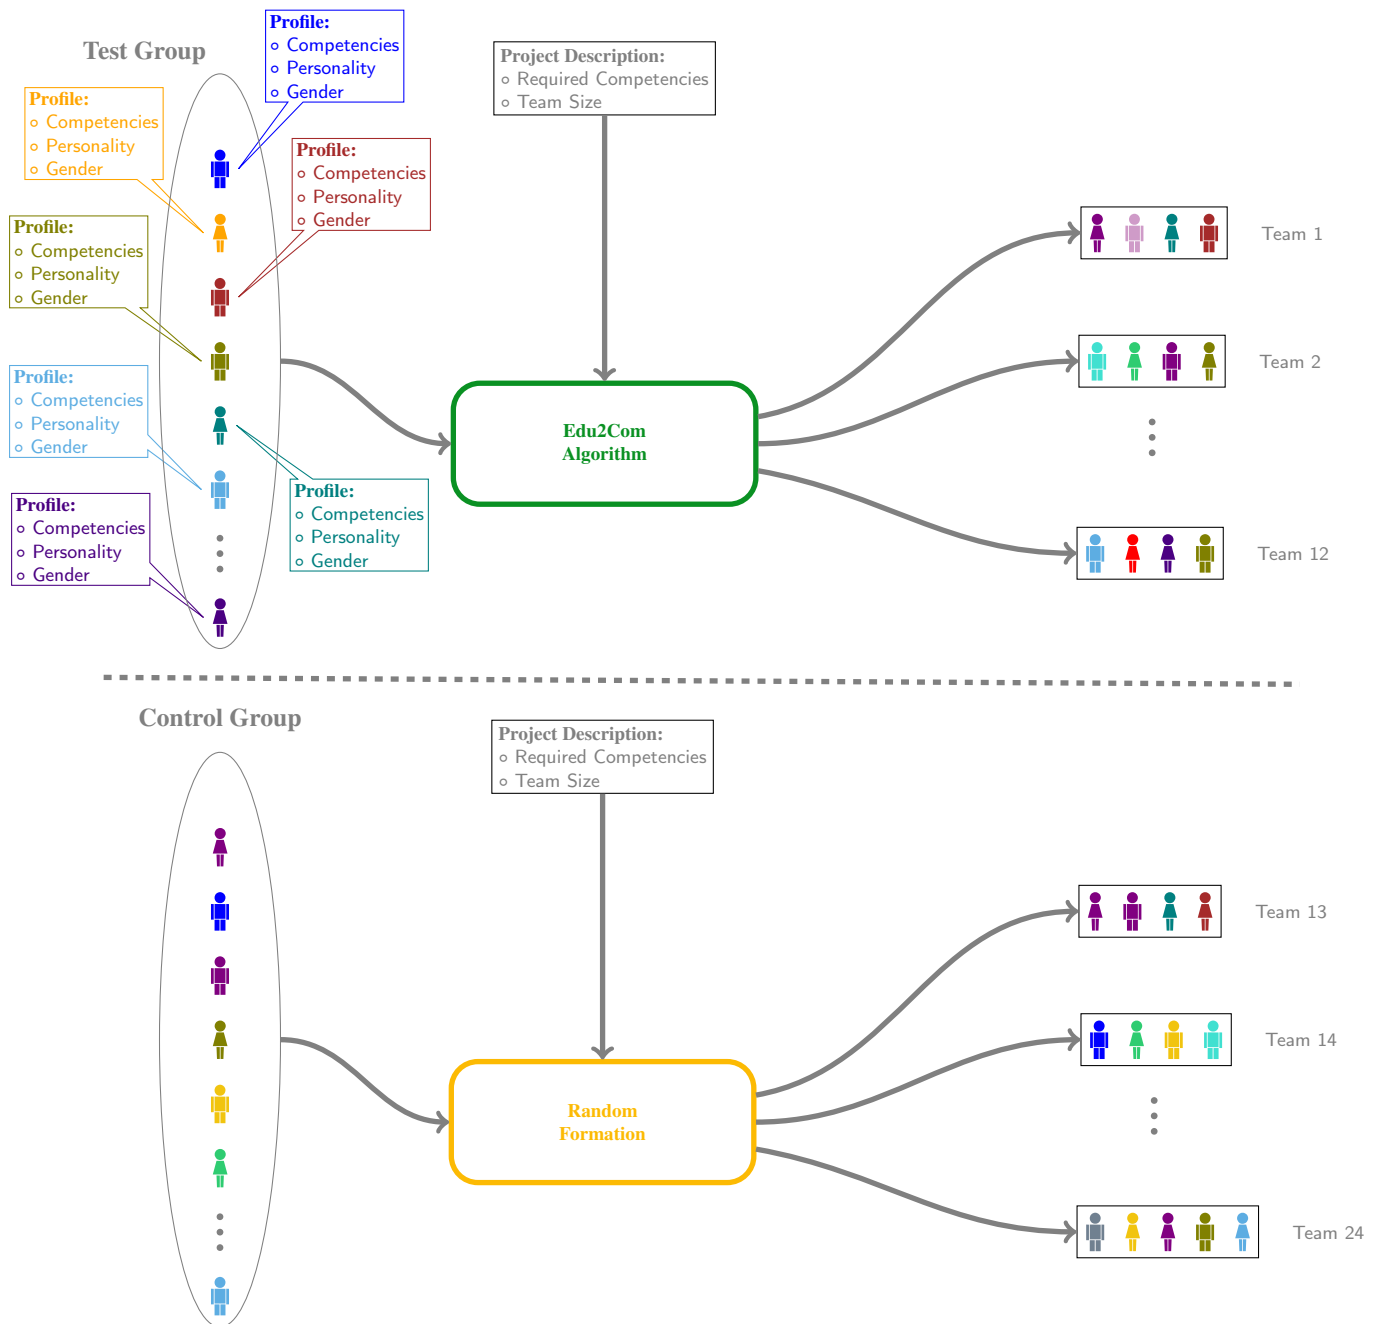 Test Group
Profile:
∘ Competencies
∘ Personality
∘ Gender
Profile:
∘ Competencies
∘ Personality
∘ Gender
Profile:
∘ Competencies
∘ Personality
∘ Gender
Profile:
∘ Competencies
∘ Personality
∘ Gender
Profile:
∘ Competencies
∘ Personality
∘ Gender
Profile:
∘ Competencies
∘ Personality
∘ Gender
Profile:
∘ Competencies
∘ Personality
∘ Gender
Project Description:
∘ Required Competencies
∘ Team Size
Edu2Com
Algorithm
Team 1
Team 2
Team 12
Control Group
Project Description:
∘ Required Competencies
∘ Team Size
Random
Formation
Team 13
Team 14
Team 24